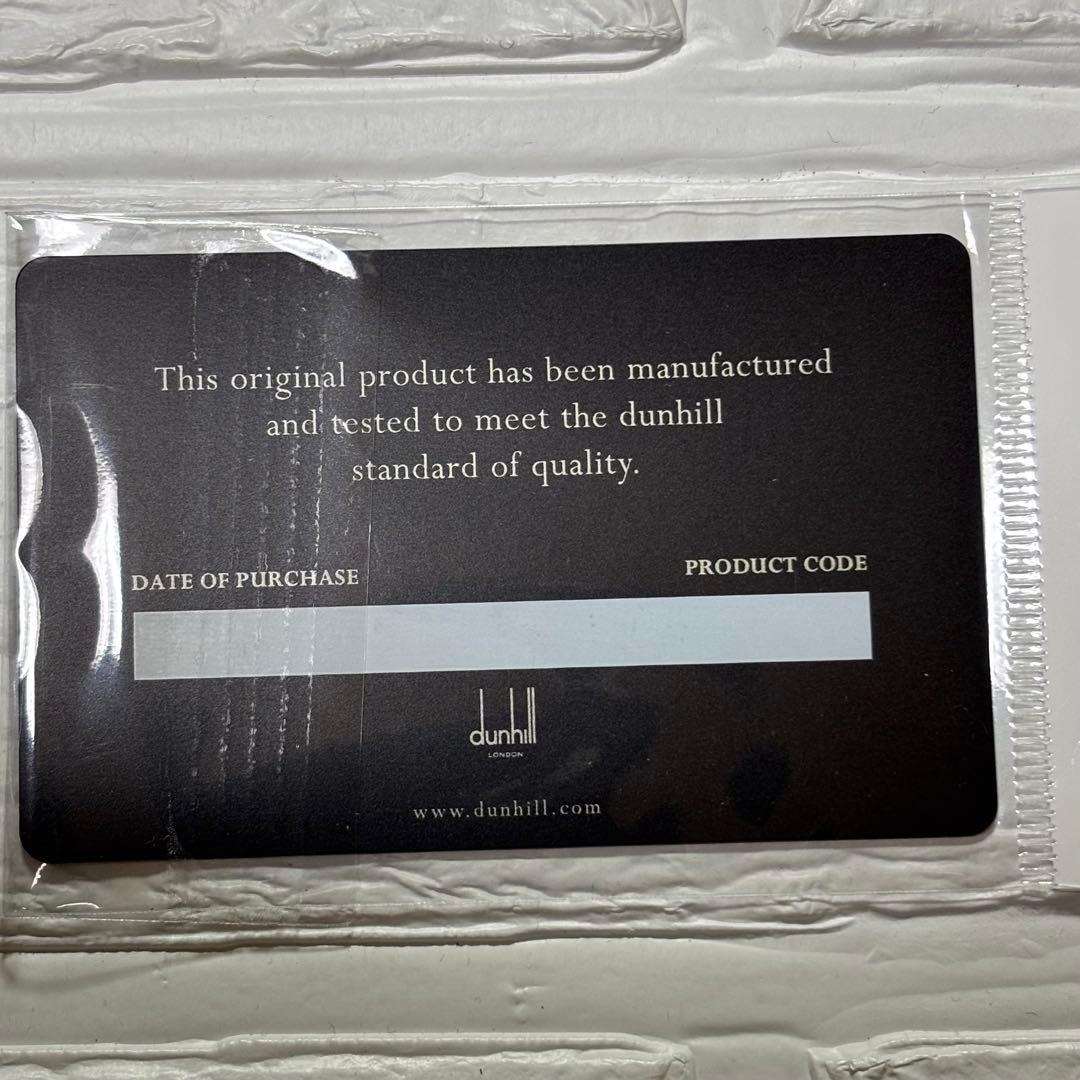 This original product has been manufactured
and tested to meet the dunhill
standard of quality.
DATE OF PURCHASE
PRODUCT CODE
dunhill
LONDON
www.dunhill.com